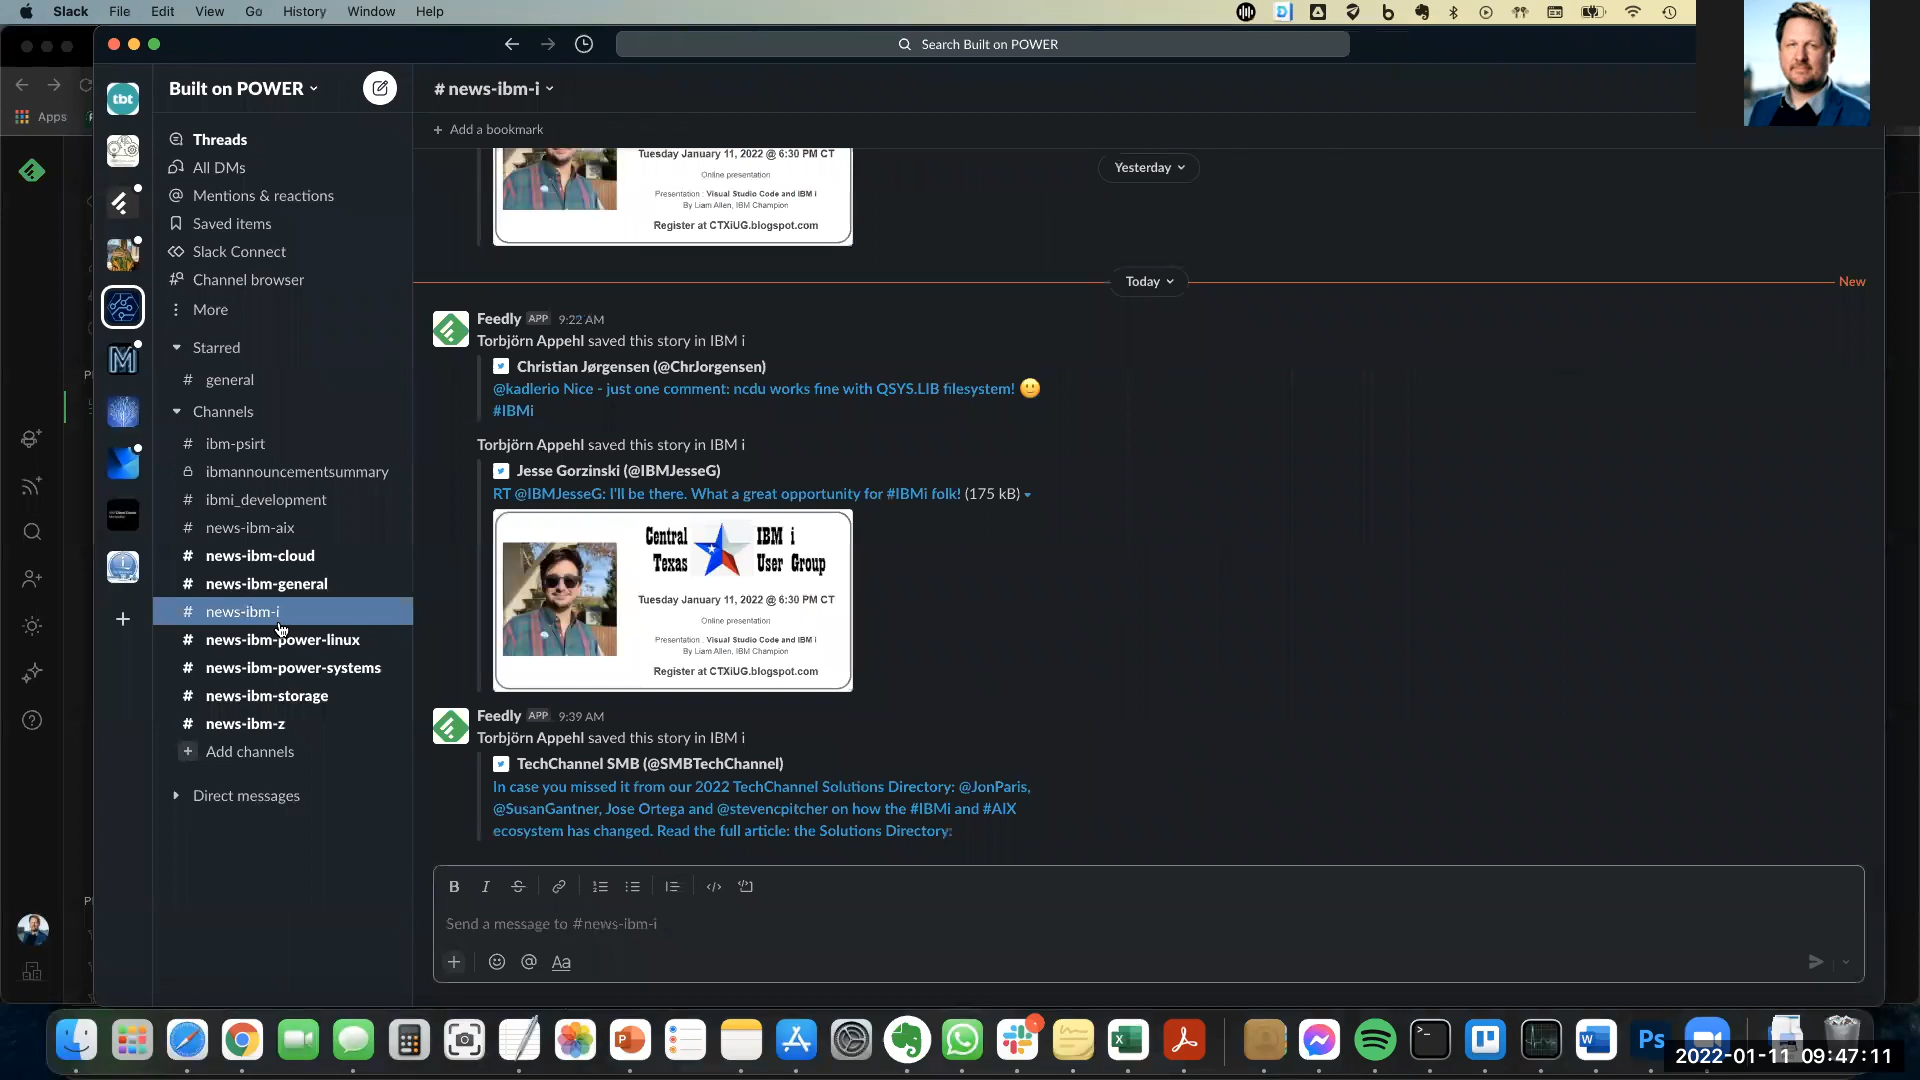 Slack File Edit View Go History Window Help
Search Built on POWER
Apps
tbt
Built on POWER
# news-ibm-i
Add a bookmark
Threads
All DMs
Mentions & reactions
Saved items
Slack Connect
Channel browser
More
Starred
# general
Channels
# ibm-psirt
ibmannouncementsummary
# ibmi_development
# news-ibm-aix
# news-ibm-cloud
# news-ibm-general
# news-ibm-i
# news-ibm-power-linux
# news-ibm-power-systems
# news-ibm-storage
# news-ibm-z
+ Add channels
Direct messages
Yesterday
Tuesday January 11, 2022 @ 6:30 PM CT
Online presentation
Presentation : Visual Studio Code and IBM i
By Liam Allen, IBM Champion
Register at CTXiUG.blogspot.com
Today
New
Feedly APP 9:22 AM
Torbjörn Appehl saved this story in IBM i
Christian Jørgensen (@ChrJorgensen)
@kadlerio Nice - just one comment: ncdu works fine with QSYS.LIB filesystem! 🙂
#IBMi
Torbjörn Appehl saved this story in IBM i
Jesse Gorzinski (@IBMJesseG)
RT @IBMJesseG: I'll be there. What a great opportunity for #IBMi folk! (175 kB)
Central IBM i
Texas User Group
Tuesday January 11, 2022 @ 6:30 PM CT
Online presentation
Presentation : Visual Studio Code and IBM i
By Liam Allen, IBM Champion
Register at CTXiUG.blogspot.com
Feedly APP 9:39 AM
Torbjörn Appehl saved this story in IBM i
TechChannel SMB (@SMBTechChannel)
In case you missed it from our 2022 TechChannel Solutions Directory: @JonParis,
@SusanGantner, Jose Ortega and @stevencpitcher on how the #IBMi and #AIX
ecosystem has changed. Read the full article: the Solutions Directory:
Send a message to #news-ibm-i
Aa
2022-01-11 09:47:11